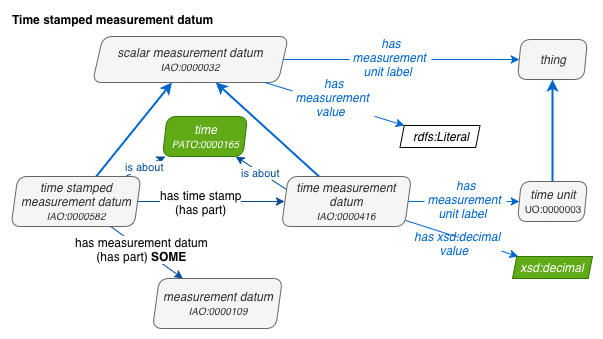 Time stamped measurement datum
scalar measurement datum
IAO:0000032
has
measurement
unit label
thing
has
measurement
value
rdfs:Literal
time
PATO:0000165
is about
is about
time stamped
measurement datum
IAO:0000582
has time stamp
(has part)
time measurement
datum
IAO:0000416
has
measurement
unit label
time unit
UO:0000003
has measurement datum
(has part) SOME
has xsd:decimal
value
xsd:decimal
measurement datum
IAO:0000109